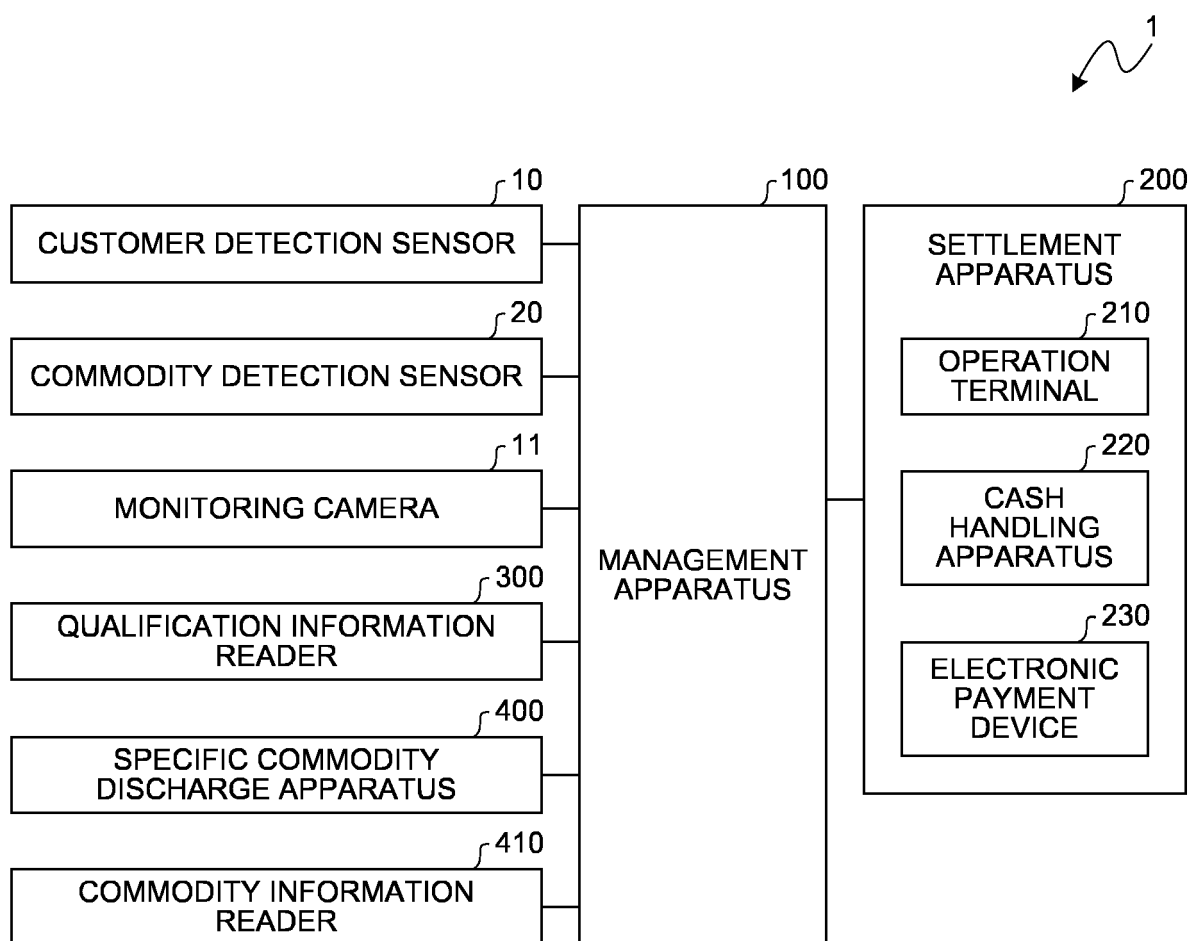 1
10
CUSTOMER DETECTION SENSOR
20
COMMODITY DETECTION SENSOR
11
MONITORING CAMERA
300
QUALIFICATION INFORMATION
READER
400
SPECIFIC COMMODITY
DISCHARGE APPARATUS
410
COMMODITY INFORMATION
READER
100
MANAGEMENT
APPARATUS
200
SETTLEMENT
APPARATUS
210
OPERATION
TERMINAL
220
CASH
HANDLING
APPARATUS
230
ELECTRONIC
PAYMENT
DEVICE